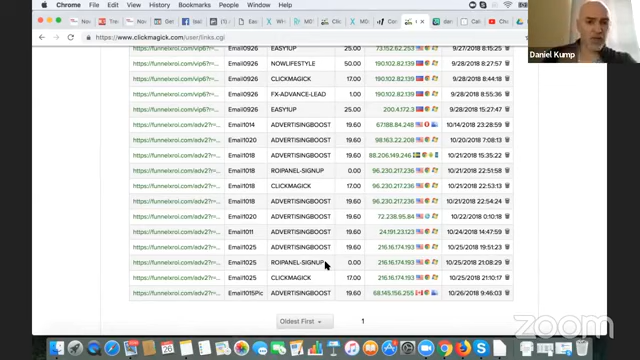 Chrome File Edit View History Bookmarks People Window Help
https://www.clickmagick.com/user/links.cgi
Daniel Kump
https://funnelxroi.com/vip6?r=... Email0926 EASY1UP 25.00 73.152.62.253 9/27/2018 8:15:25
https://funnelxroi.com/vip6?r=... Email0926 NOWLIFESTYLE 50.00 190.102.82.139 9/28/2018 8:27:57
https://funnelxroi.com/vip6?r=... Email0926 CLICKMAGICK 17.00 190.102.82.139 9/28/2018 8:44:18
https://funnelxroi.com/vip6?r=... Email0926 FX-ADVANCE-LEAD 1.00 190.102.82.139 9/28/2018 8:55:36
https://funnelxroi.com/vip6?r=... Email0926 EASY1UP 25.00 200.4.172.3 9/28/2018 15:27:47
https://funnelxroi.com/adv2?r=... Email1014 ADVERTISINGBOOST 19.60 67.188.84.248 10/14/2018 23:28:59
https://funnelxroi.com/adv2?r=... Email1020 ADVERTISINGBOOST 19.60 98.163.22.208 10/20/2018 7:08:13
https://funnelxroi.com/adv2?r=... Email1018 ADVERTISINGBOOST 19.60 88.206.149.246 10/21/2018 15:35:22
https://funnelxroi.com/adv2?r=... Email1018 ROIPANEL-SIGNUP 0.00 96.230.217.236 10/21/2018 22:51:58
https://funnelxroi.com/adv2?r=... Email1018 CLICKMAGICK 17.00 96.230.217.236 10/21/2018 22:53:13
https://funnelxroi.com/adv2?r=... Email1018 ADVERTISINGBOOST 19.60 96.230.217.236 10/21/2018 22:54:24
https://funnelxroi.com/adv2?r=... Email1020 ADVERTISINGBOOST 19.60 72.238.95.84 10/22/2018 0:10:18
https://funnelxroi.com/adv2?r=... Email1011 ADVERTISINGBOOST 19.60 24.191.23.123 10/24/2018 14:47:59
https://funnelxroi.com/adv2?r=... Email1025 ADVERTISINGBOOST 19.60 216.16.174.193 10/25/2018 19:51:23
https://funnelxroi.com/adv2?r=... Email1025 ROIPANEL-SIGNUP 0.00 216.16.174.193 10/25/2018 21:08:29
https://funnelxroi.com/adv2?r=... Email1025 CLICKMAGICK 17.00 216.16.174.193 10/25/2018 21:10:17
https://funnelxroi.com/adv2?r=... Email1015Pic ADVERTISINGBOOST 19.60 68.145.156.255 10/26/2018 9:46:03
Oldest First 1
zoom